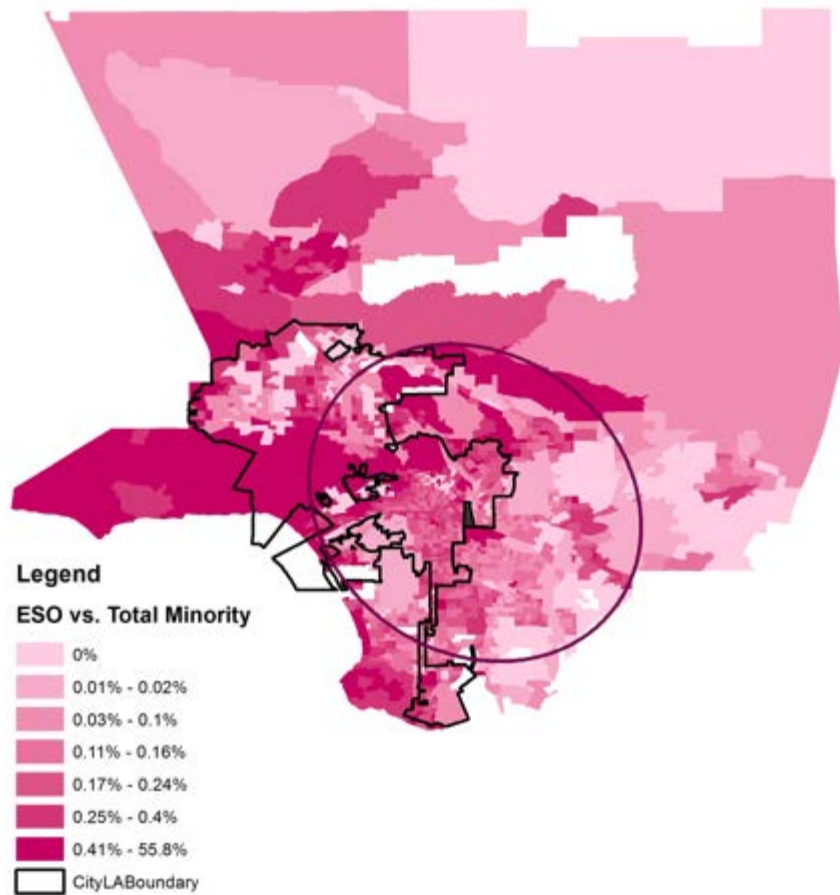 Legend
ESO vs. Total Minority
0%
0.01% - 0.02%
0.03% - 0.1%
0.11% - 0.16%
0.17% - 0.24%
0.25% - 0.4%
0.41% - 55.8%
CityLABoundary